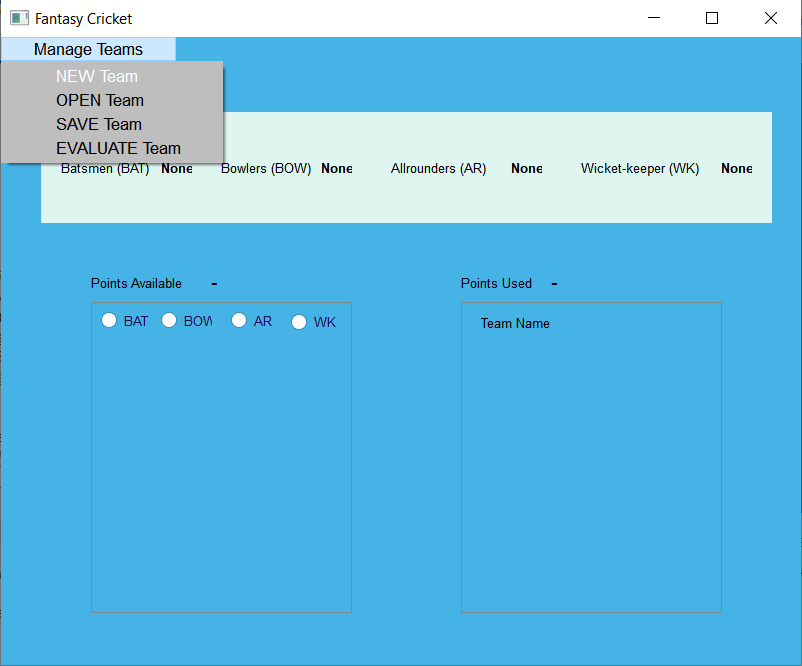 Fantasy Cricket
Manage Teams
NEW Team
OPEN Team
SAVE Team
EVALUATE Team
Batsmen (BAT) None Bowlers (BOW) None Allrounders (AR) None Wicket-keeper (WK) None
Points Available - Points Used -
BAT BOW AR WK Team Name